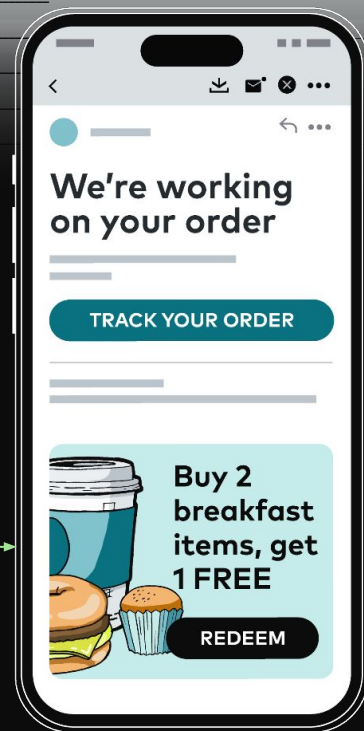 We're working
on your order
TRACK YOUR ORDER
Buy 2
breakfast
items, get
1 FREE
REDEEM